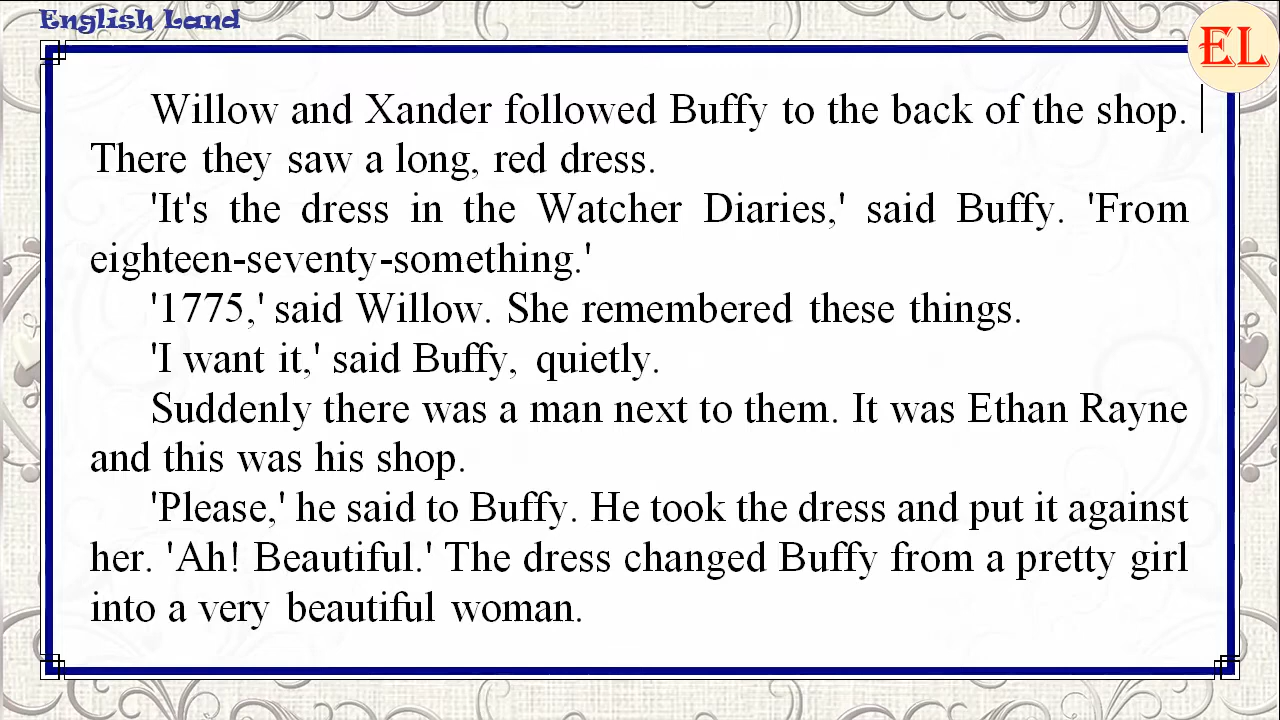 English Land
EL
Willow and Xander followed Buffy to the back of the shop.
There they saw a long, red dress.
'It's the dress in the Watcher Diaries,' said Buffy. 'From
eighteen-seventy-something.'
'1775,' said Willow. She remembered these things.
'I want it,' said Buffy, quietly.
Suddenly there was a man next to them. It was Ethan Rayne
and this was his shop.
'Please,' he said to Buffy. He took the dress and put it against
her. 'Ah! Beautiful.' The dress changed Buffy from a pretty girl
into a very beautiful woman.